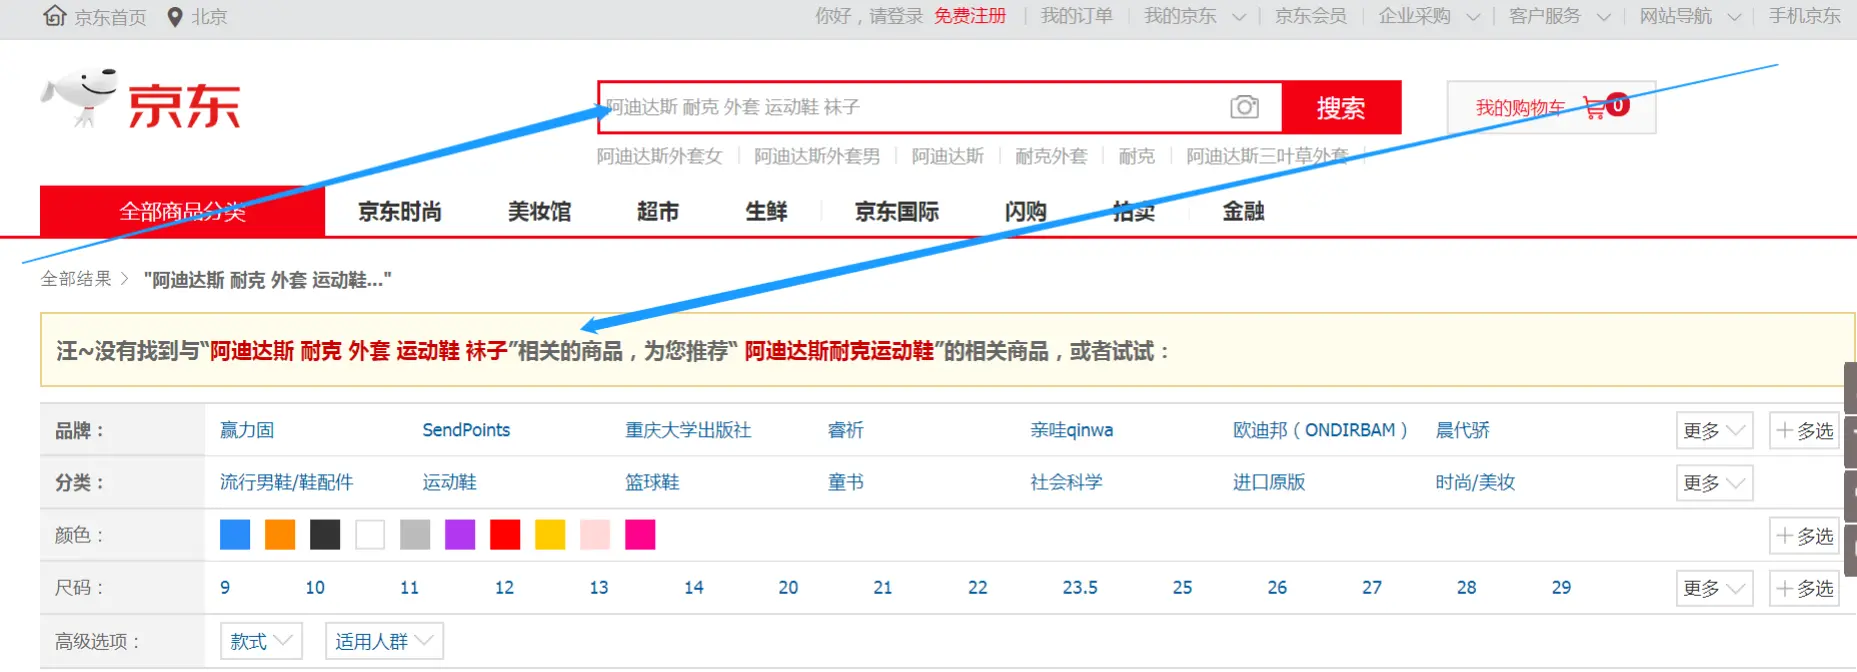 京东首页 北京 你好，请登录 免费注册 我的订单 我的京东 京东会员 企业采购 客户服务 网站导航 手机京东
京东 阿迪达斯 耐克 外套 运动鞋 袜子 搜索 我的购物车 0
阿迪达斯外套女 阿迪达斯外套男 阿迪达斯 耐克外套 耐克 阿迪达斯三叶草外套
全部商品分类 京东时尚 美妆馆 超市 生鲜 京东国际 闪购 拍卖 金融
全部结果 > "阿迪达斯 耐克 外套 运动鞋..."
汪~没有找到与“阿迪达斯 耐克 外套 运动鞋 袜子”相关的商品，为您推荐“ 阿迪达斯耐克运动鞋”的相关商品，或者试试：
品牌： 赢力固 SendPoints 重庆大学出版社 睿祈 亲哇qinwa 欧迪邦（ONDIRBAM） 晨代骄 更多 +多选
分类： 流行男鞋/鞋配件 运动鞋 篮球鞋 童书 社会科学 进口原版 时尚/美妆 更多
颜色： +多选
尺码： 9 10 11 12 13 14 20 21 22 23.5 25 26 27 28 29 更多 +多选
高级选项： 款式 适用人群